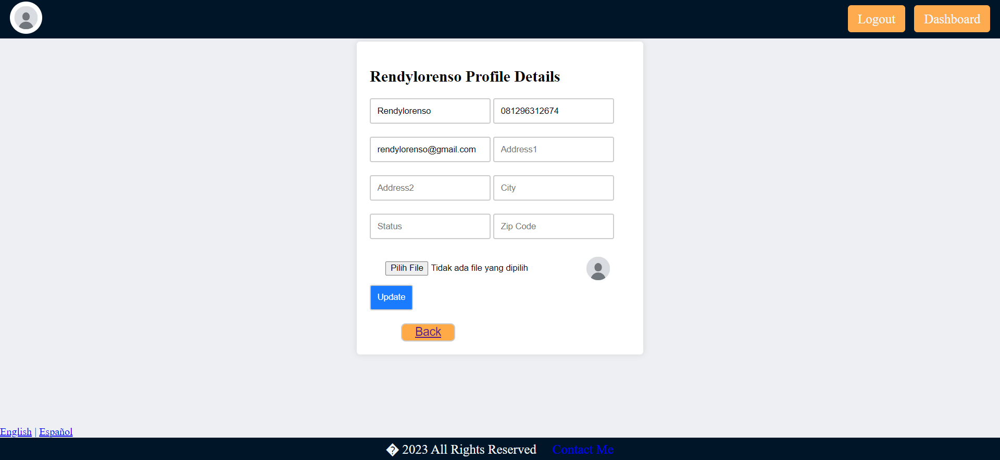 Logout Dashboard
Rendylorenso Profile Details
Rendylorenso 081296312674
rendylorenso@gmail.com Address1
Address2 City
Status Zip Code
Pilih File Tidak ada file yang dipilih
Update
Back
English | Español
� 2023 All Rights Reserved Contact Me